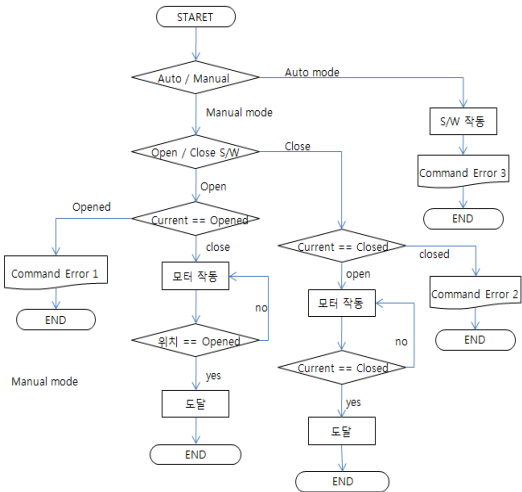 STARET
Auto / Manual
Auto mode
Manual mode
S/W 작동
Open / Close S/W
Close
Command Error 3
Open
END
Opened
Current == Opened
close
Current == Closed
closed
Command Error 1
모터 작동
open
Command Error 2
no
모터 작동
END
위치 == Opened
no
END
Current == Closed
Manual mode
yes
도달
yes
도달
END
END